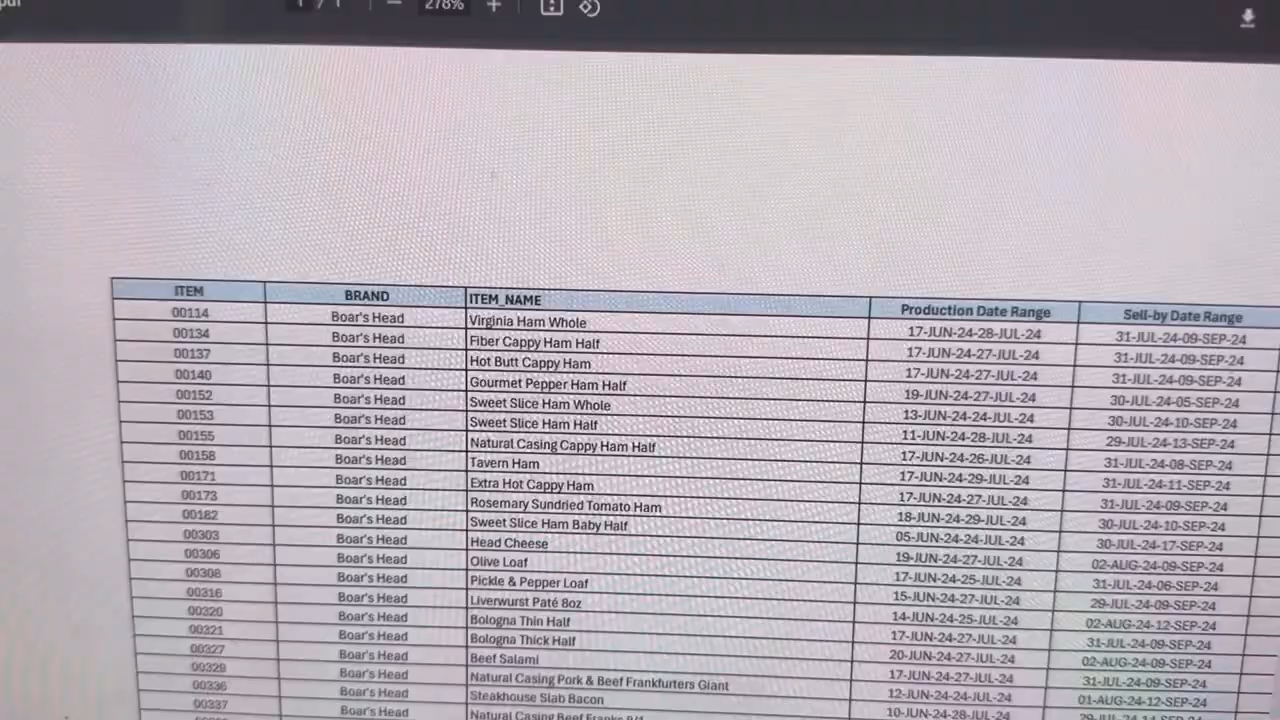 278%
ITEM BRAND ITEM_NAME Production Date Range Sell-by Date Range
00114 Boar's Head Virginia Ham Whole 17-JUN-24-28-JUL-24 31-JUL-24-09-SEP-24
00134 Boar's Head Fiber Cappy Ham Half 17-JUN-24-27-JUL-24 31-JUL-24-09-SEP-24
00137 Boar's Head Hot Butt Cappy Ham 17-JUN-24-27-JUL-24 31-JUL-24-09-SEP-24
00140 Boar's Head Gourmet Pepper Ham Half 19-JUN-24-27-JUL-24 30-JUL-24-05-SEP-24
00152 Boar's Head Sweet Slice Ham Whole 13-JUN-24-24-JUL-24 30-JUL-24-10-SEP-24
00153 Boar's Head Sweet Slice Ham Half 11-JUN-24-28-JUL-24 29-JUL-24-13-SEP-24
00155 Boar's Head Natural Casing Cappy Ham Half 17-JUN-24-26-JUL-24 31-JUL-24-08-SEP-24
00158 Boar's Head Tavern Ham 17-JUN-24-29-JUL-24 31-JUL-24-11-SEP-24
00171 Boar's Head Extra Hot Cappy Ham 17-JUN-24-27-JUL-24 31-JUL-24-09-SEP-24
00173 Boar's Head Rosemary Sundried Tomato Ham 18-JUN-24-29-JUL-24 30-JUL-24-10-SEP-24
00182 Boar's Head Sweet Slice Ham Baby Half 05-JUN-24-24-JUL-24 30-JUL-24-17-SEP-24
00303 Boar's Head Head Cheese 19-JUN-24-27-JUL-24 02-AUG-24-09-SEP-24
00306 Boar's Head Olive Loaf 17-JUN-24-25-JUL-24 31-JUL-24-06-SEP-24
00308 Boar's Head Pickle & Pepper Loaf 15-JUN-24-27-JUL-24 29-JUL-24-09-SEP-24
00316 Boar's Head Liverwurst Paté 8oz 14-JUN-24-25-JUL-24 02-AUG-24-12-SEP-24
00320 Boar's Head Bologna Thin Half 17-JUN-24-27-JUL-24 31-JUL-24-09-SEP-24
00321 Boar's Head Bologna Thick Half 20-JUN-24-27-JUL-24 02-AUG-24-09-SEP-24
00327 Boar's Head Beef Salami 17-JUN-24-27-JUL-24 31-JUL-24-09-SEP-24
00329 Boar's Head Natural Casing Pork & Beef Frankfurters Giant 12-JUN-24-24-JUL-24 01-AUG-24-12-SEP-24
00336 Boar's Head Steakhouse Slab Bacon 10-JUN-24-28-JUL-24
00337 Boar's Head Natural Casing Beef Franks